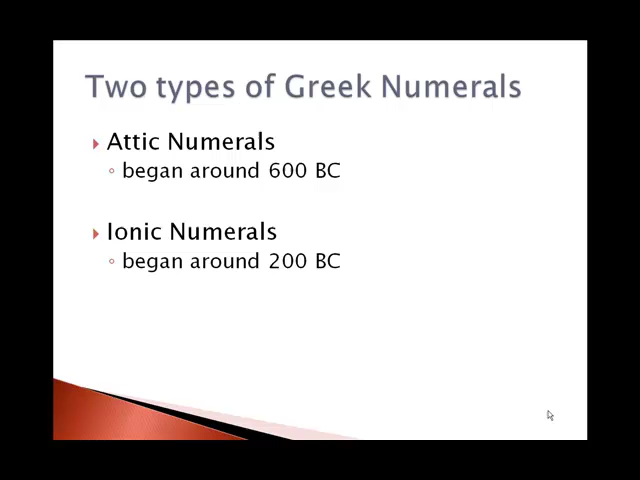 Two types of Greek Numerals
Attic Numerals
began around 600 BC
Ionic Numerals
began around 200 BC